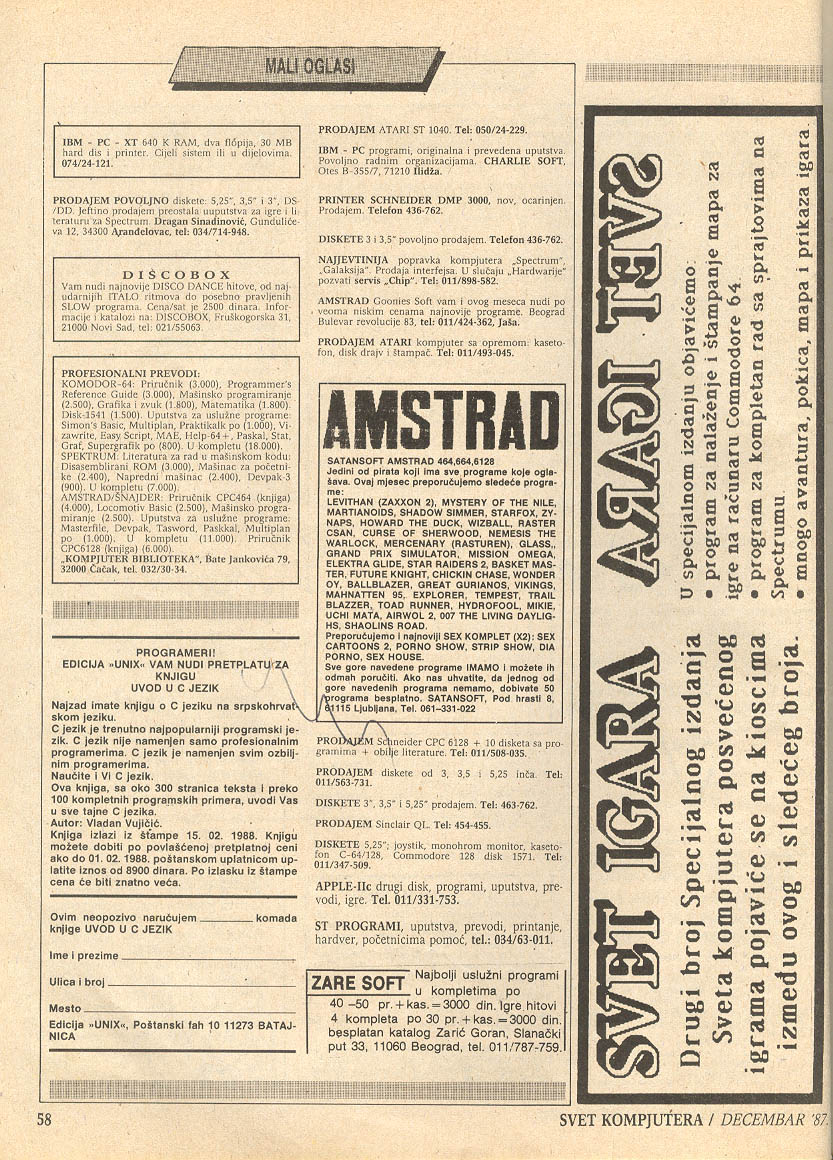 MALI OGLASI
IBM - PC - XT 640 K RAM, dva flopija, 30 MB
hard dis i printer. Cijeli sistem ili u dijelovima.
074/24-121.
PRODAJEM POVOLJNO diskete: 5,25", 3,5" i 3", DS-
/DD. Jeftino prodajem preostala uuputstva za igre i li-
teraturu za Spectrum. Dragan Sinadinović, Gunduliće-
va 12, 34300 Aranđelovac, tel: 034/714-948.
DISCOBOX
Vam nudi najnovije DISCO DANCE hitove, od naj-
udarnijih ITALO ritmova do posebno pravljenih
SLOW programa. Cena/sat je 2500 dinara. Infor-
macije i katalozi na: DISCOBOX, Fruškogorska 31,
21000 Novi Sad, tel: 021/55063.
PROFESIONALNI PREVODI:
KOMODOR-64: Priručnik (3.000), Programmer's
Reference Guide (3.000), Mašinsko programiranje
(2.500), Grafika i zvuk (1.800), Matematika (1.800).
Disk-1541 (1.500). Uputstva za uslužne programe:
Simon's Basic, Multiplan, Praktikalk po (1.000), Vi-
zawrite, Easy Script, MAE, Help-64+, Paskal, Stat,
Graf, Supergrafik po (800). U kompletu (18.000).
SPEKTRUM: Literatura za rad u mašinskom kodu:
Disasemblirani ROM (3.000), Mašinac za početni-
ke (2.400), Napredni mašinac (2.400), Devpak-3
(900). U kompletu (7.000).
AMSTRAD/ŠNAJDER: Priručnik CPC464 (knjiga)
(4.000), Locomotiv Basic (2.500), Mašinsko progra-
miranje (2.500). Uputstva za uslužne programe:
Masterfile, Devpak, Tasword, Paskkal, Multiplan
po (1.000). U kompletu (11.000). Priručnik
CPC6128 (knjiga) (6.000).
„KOMPJUTER BIBLIOTEKA", Bate Jankovića 79,
32000 Čačak, tel. 032/30-34.
PROGRAMERI!
EDICIJA »UNIX« VAM NUDI PRETPLATU ZA
KNJIGU
UVOD U C JEZIK
Najzad imate knjigu o C jeziku na srpskohrvat-
skom jeziku.
C jezik je trenutno najpopularniji programski je-
zik. C jezik nije namenjen samo profesionalnim
programerima. C jezik je namenjen svim ozbilj-
nim programerima.
Naučite i Vi C jezik.
Ova knjiga, sa oko 300 stranica teksta i preko
100 kompletnih programskih primera, uvodi Vas
u sve tajne C jezika.
Autor: Vladan Vujičić.
Knjiga izlazi iz štampe 15. 02. 1988. Knjigu
možete dobiti po povlašćenoj pretplatnoj ceni
ako do 01. 02. 1988. poštanskom uplatnicom up-
latite iznos od 8900 dinara. Po izlasku iz štampe
cena će biti znatno veća.
Ovim neopozivo naručujem komada
knjige UVOD U C JEZIK
Ime i prezime
Ulica i broj
Mesto
Edicija »UNIX«, Poštanski fah 10 11273 BATAJ-
NICA
PRODAJEM ATARI ST 1040. Tel: 050/24-229.
IBM - PC programi, originalna i prevedena uputstva.
Povoljno radnim organizacijama. CHARLIE SOFT,
Otes B-355/7, 71210 Ilidža.
PRINTER SCHNEIDER DMP 3000, nov, ocarinjen.
Prodajem. Telefon 436-762.
DISKETE 3 i 3,5" povoljno prodajem. Telefon 436-762.
NAJJEVTINIJA popravka kompjutera „Spectrum",
„Galaksija". Prodaja interfejsa. U slučaju „Hardwarije"
pozvati servis „Chip". Tel: 011/898-582.
AMSTRAD Goonies Soft vam i ovog meseca nudi po
veoma niskim cenama najnovije programe. Beograd
Bulevar revolucije 83, tel: 011/424-362, Jaša.
PRODAJEM ATARI kompjuter sa opremom: kaseto-
fon, disk drajv i štampač. Tel: 011/493-045.
AMSTRAD
SATANSOFT AMSTRAD 464,664,6128
Jedini od pirata koji ima sve programe koje ogla-
šava. Ovaj mjesec preporučujemo sledeće progra-
me:
LEVITHAN (ZAXXON 2), MYSTERY OF THE NILE,
MARTIANOIDS, SHADOW SIMMER, STARFOX, ZY-
NAPS, HOWARD THE DUCK, WIZBALL, RASTER
CSAN, CURSE OF SHERWOOD, NEMESIS THE
WARLOCK, MERCENARY (RASTUREN), GLASS,,
GRAND PRIX SIMULATOR, MISSION OMEGA,
ELEKTRA GLIDE, STAR RAIDERS 2, BASKET MAS-
TER, FUTURE KNIGHT, CHICKIN CHASE, WONDER
OY, BALLBLAZER, GREAT GURIANOS, VIKINGS,
MAHNATTEN 95, EXPLORER, TEMPEST, TRAIL
BLAZZER, TOAD RUNNER, HYDROFOOL, MIKIE,
UCHI MATA, AIRWOL 2, 007 THE LIVING DAYLIG-
HS, SHAOLINS ROAD.
Preporučujemo i najnoviji SEX KOMPLET (X2): SEX
CARTOONS 2, PORNO SHOW, STRIP SHOW, DIA
PORNO, SEX HOUSE.
Sve gore navedene programe IMAMO i možete ih
odmah poručiti. Ako nas uhvatite, da jednog od
gore navedenih programa nemamo, dobivate 50
programa besplatno. SATANSOFT, Pod hrasti 8,
61115 Ljubljana, Tel. 061-331-022
PRODAJEM Schneider CPC 6128 + 10 disketa sa pro-
gramima + obilje literature. Tel: 011/508-035.
PRODAJEM diskete od 3, 3,5 i 5,25 inča. Tel:
011/563-731.
DISKETE 3", 3,5" i 5,25" prodajem. Tel: 463-762.
PRODAJEM Sinclair QL. Tel: 454-455.
DISKETE 5,25"; joystik, monohrom monitor, kaseto-
fon C-64/128, Commodore 128 disk 1571. Tel:
011/347-509.
APPLE-IIc drugi disk, programi, uputstva, pre-
vodi, igre. Tel. 011/331-753.
ST PROGRAMI, uputstva, prevodi, printanje,
hardver, početnicima pomoć, tel.: 034/63-011.
ZARE SOFT Najbolji uslužni programi
u kompletima po
40-50 pr.+kas.=3000 din. Igre hitovi
4 kompleta po 30 pr.+kas.=3000 din.
besplatan katalog Zarić Goran, Slanački
put 33, 11060 Beograd, tel. 011/787-759.
SVET IGARA SVET IGARA
Drugi broj Specijalnog izdanja
Sveta kompjutera posvećenog
igrama pojaviće se na kioscima
između ovog i sledećeg broja.
U specijalnom izdanju objavićemo:
• program za nalaženje i štampanje mapa za
igre na računaru Commodore 64.
• program za kompletan rad sa sprajtovima na
Spectrumu
• mnogo avantura, pokica, mapa i prikaza igara.
58
SVET KOMPJUTERA / DECEMBAR '87.